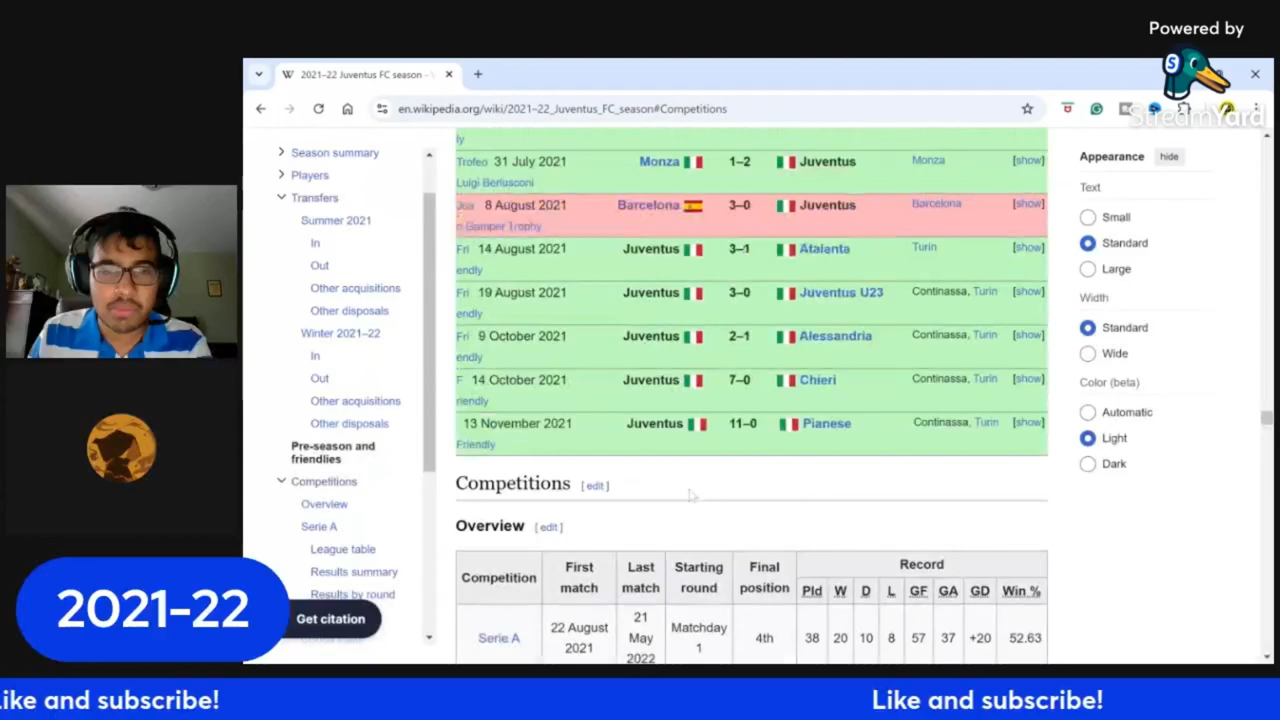 Powered by
StreamYard
2021–22 Juventus FC season -
en.wikipedia.org/wiki/2021–22_Juventus_FC_season#Competitions
Season summary
Players
Transfers
Summer 2021
In
Out
Other acquisitions
Other disposals
Winter 2021–22
In
Out
Other acquisitions
Other disposals
Pre-season and
friendlies
Competitions
Overview
Serie A
League table
Results summary
Results by round
Get citation
ly
Trofeo 31 July 2021 Monza 1–2 Juventus Monza [show]
Luigi Berlusconi
Joa 8 August 2021 Barcelona 3–0 Juventus Barcelona [show]
n Gamper Trophy
Fri 14 August 2021 Juventus 3–1 Atalanta Turin [show]
endly
Fri 19 August 2021 Juventus 3–0 Juventus U23 Continassa, Turin [show]
endly
Fri 9 October 2021 Juventus 2–1 Alessandria Continassa, Turin [show]
endly
F 14 October 2021 Juventus 7–0 Chieri Continassa, Turin [show]
riendly
13 November 2021 Juventus 11–0 Pianese Continassa, Turin [show]
Friendly
Competitions [ edit ]
Overview [ edit ]
Competition First match Last match Starting round Final position Record
Pld W D L GF GA GD Win %
Serie A 22 August 2021 21 May 2022 Matchday 1 4th 38 20 10 8 57 37 +20 52.63
Appearance hide
Text
Small
Standard
Large
Width
Standard
Wide
Color (beta)
Automatic
Light
Dark
2021-22
Like and subscribe!
Like and subscribe!